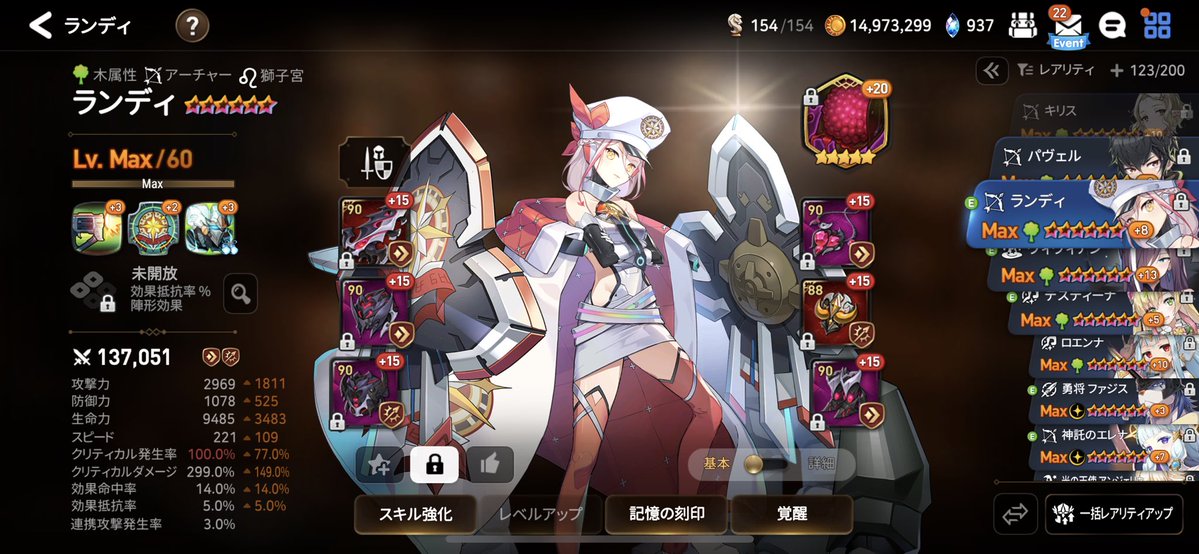 ランディ
?
154/154
14,973,299
937
22
Event
木属性 アーチャー 獅子宮
ランディ
Lv. Max/60
Max
+3
+2
+3
未開放
効果抵抗率%
陣形効果
137,051
攻撃力 2969 1811
防御力 1078 525
生命力 9485 3483
スピード 221 109
クリティカル発生率 100.0% 77.0%
クリティカルダメージ 299.0% 149.0%
効果命中率 14.0% 14.0%
効果抵抗率 5.0% 5.0%
連携攻撃発生率 3.0%
90 +15
90 +15
90 +15
+20
90 +15
88 +15
90 +15
基本 詳細
スキル強化
レベルアップ
記憶の刻印
覚醒
レアリティ
123/200
キリス
Max
パヴェル
E ランディ
Max +8
E
Max +13
E デスティーナ
Max +5
ロエンナ
Max +10
E 勇将 ファジス
Max +3
E 神託のエレナ
Max +2
一括レアリティアップ